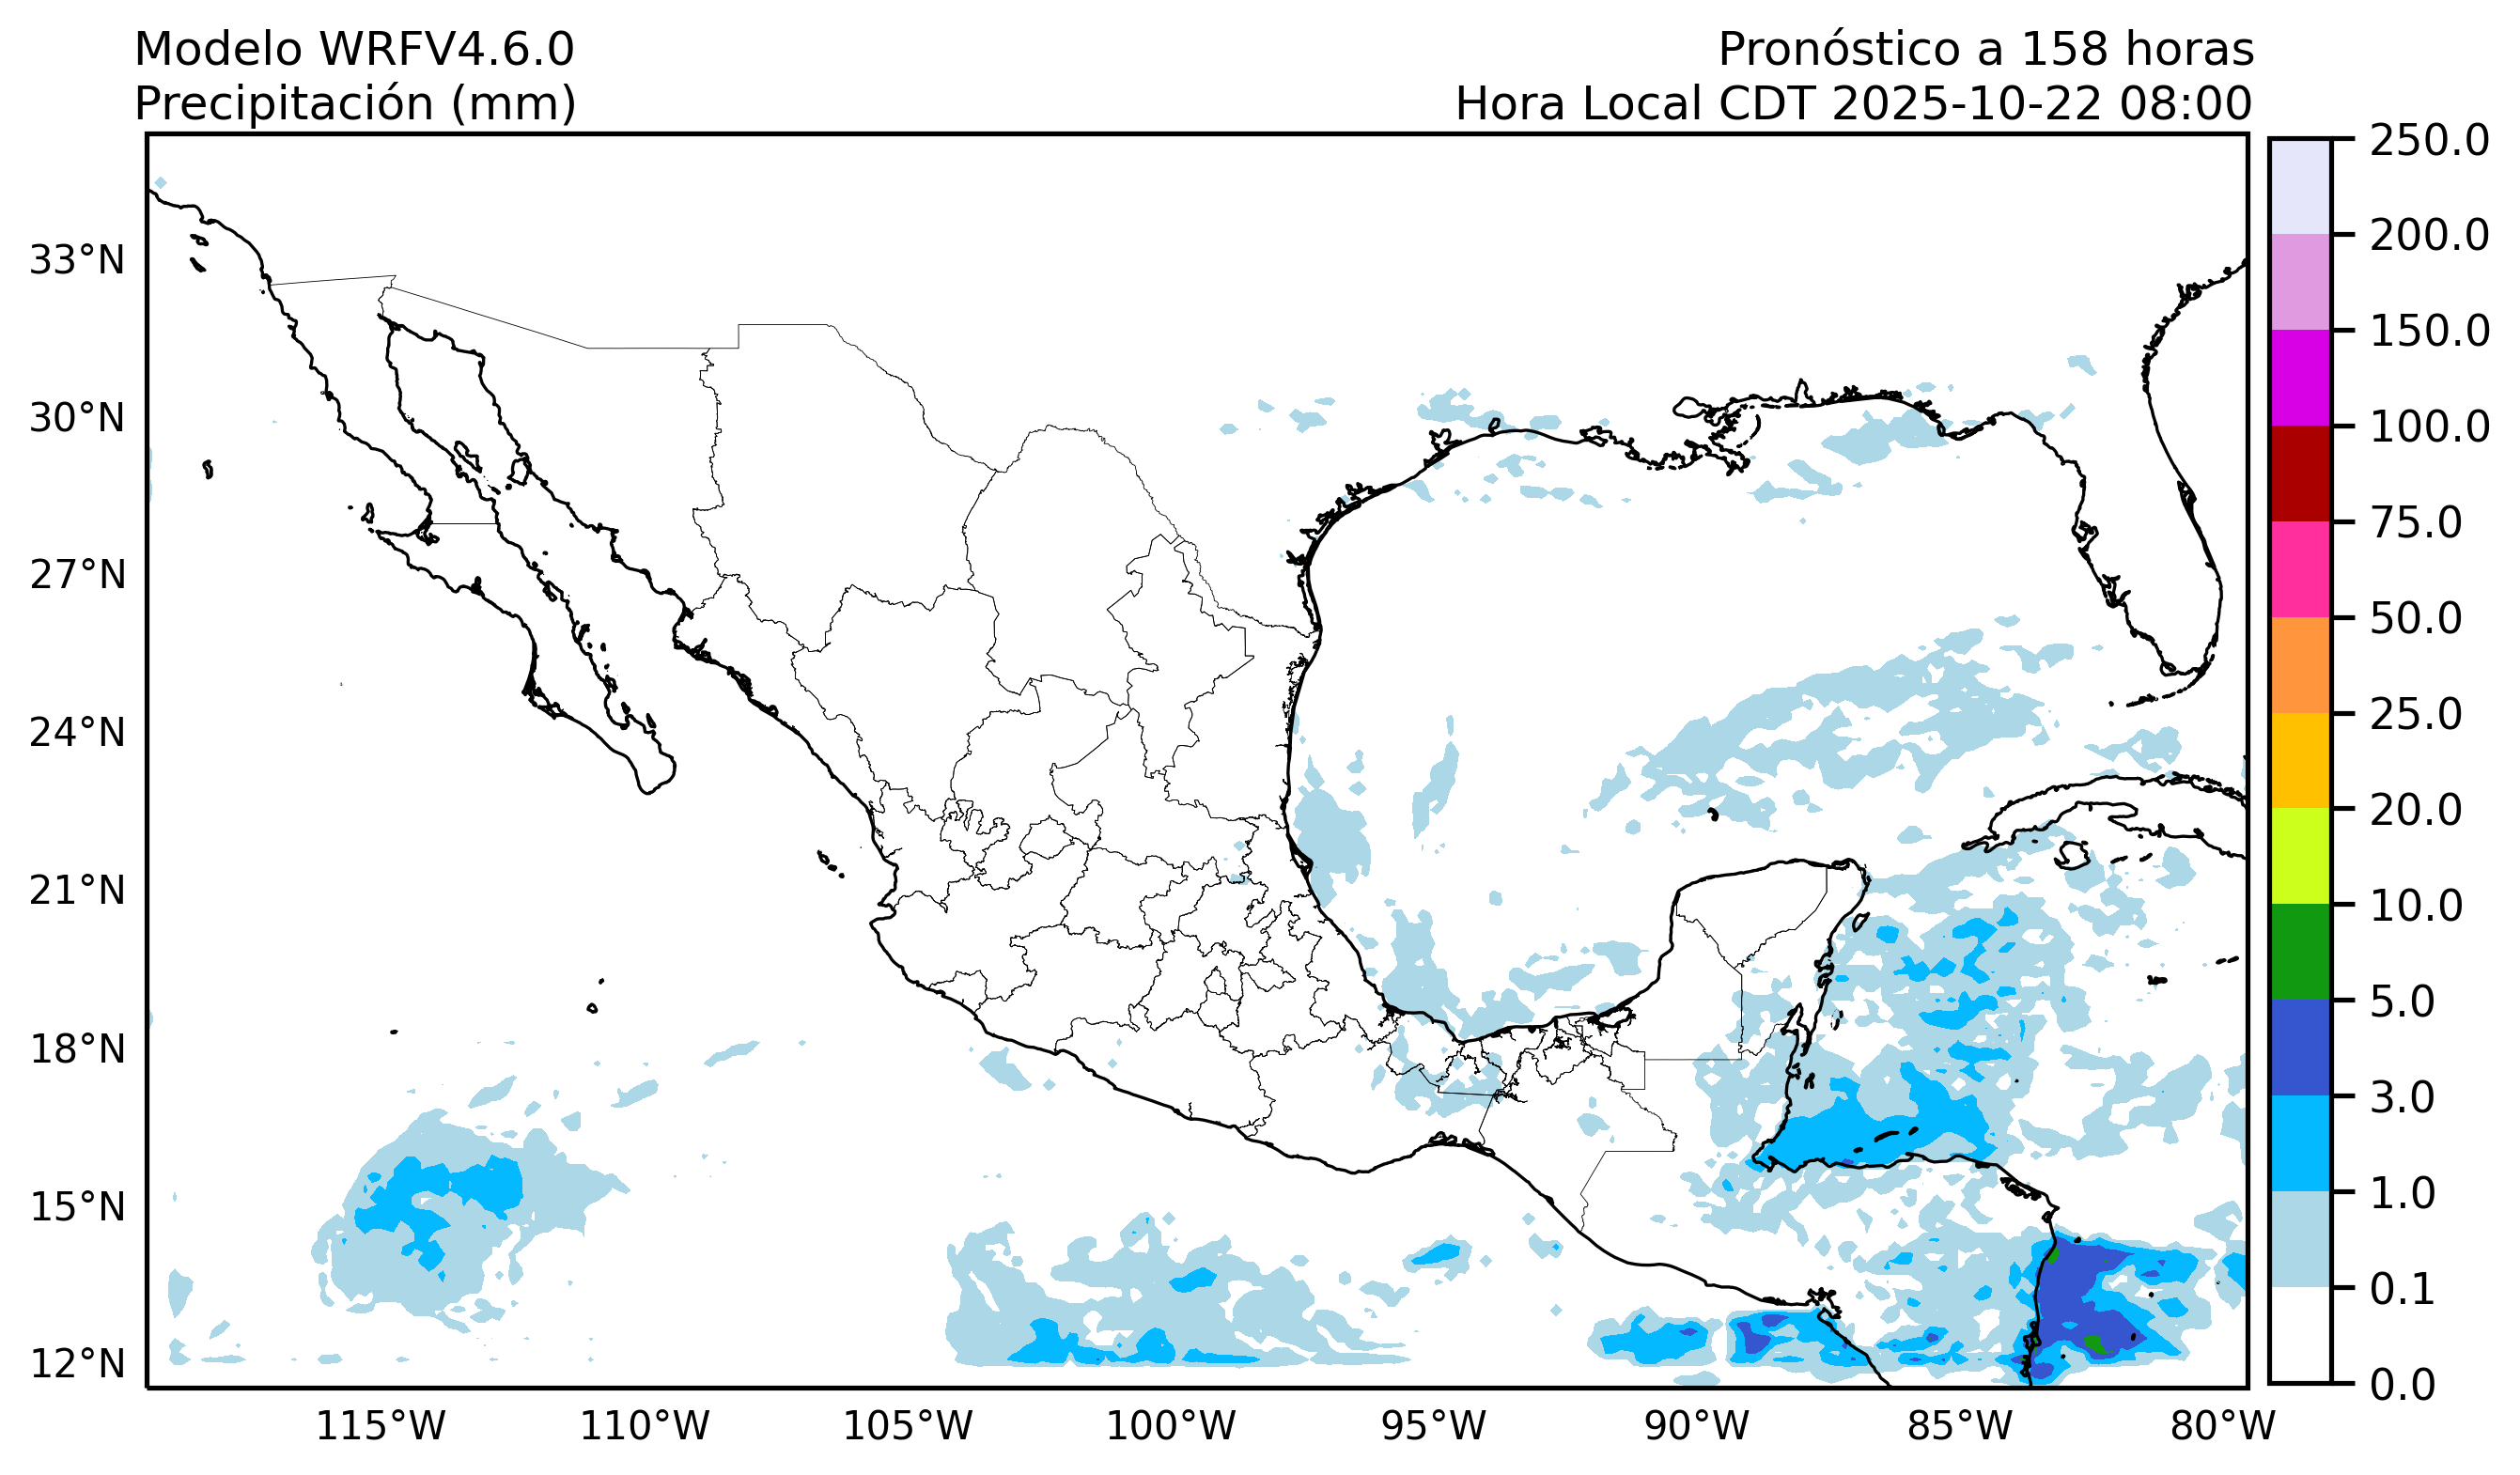 Modelo WRFV4.6.0
Precipitación (mm)
Pronóstico a 158 horas
Hora Local CDT 2025-10-22 08:00
33°N
30°N
27°N
24°N
21°N
18°N
15°N
12°N
115°W
110°W
105°W
100°W
95°W
90°W
85°W
80°W
250.0
200.0
150.0
100.0
75.0
50.0
25.0
20.0
10.0
5.0
3.0
1.0
0.1
0.0